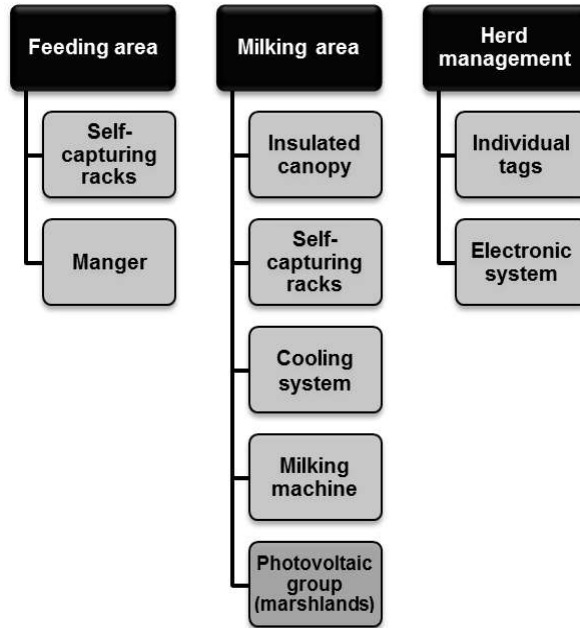 Feeding area
Self-
capturing
racks
Manger
Milking area
Insulated
canopy
Self-
capturing
racks
Cooling
system
Milking
machine
Photovoltaic
group
(marshlands)
Herd
management
Individual
tags
Electronic
system